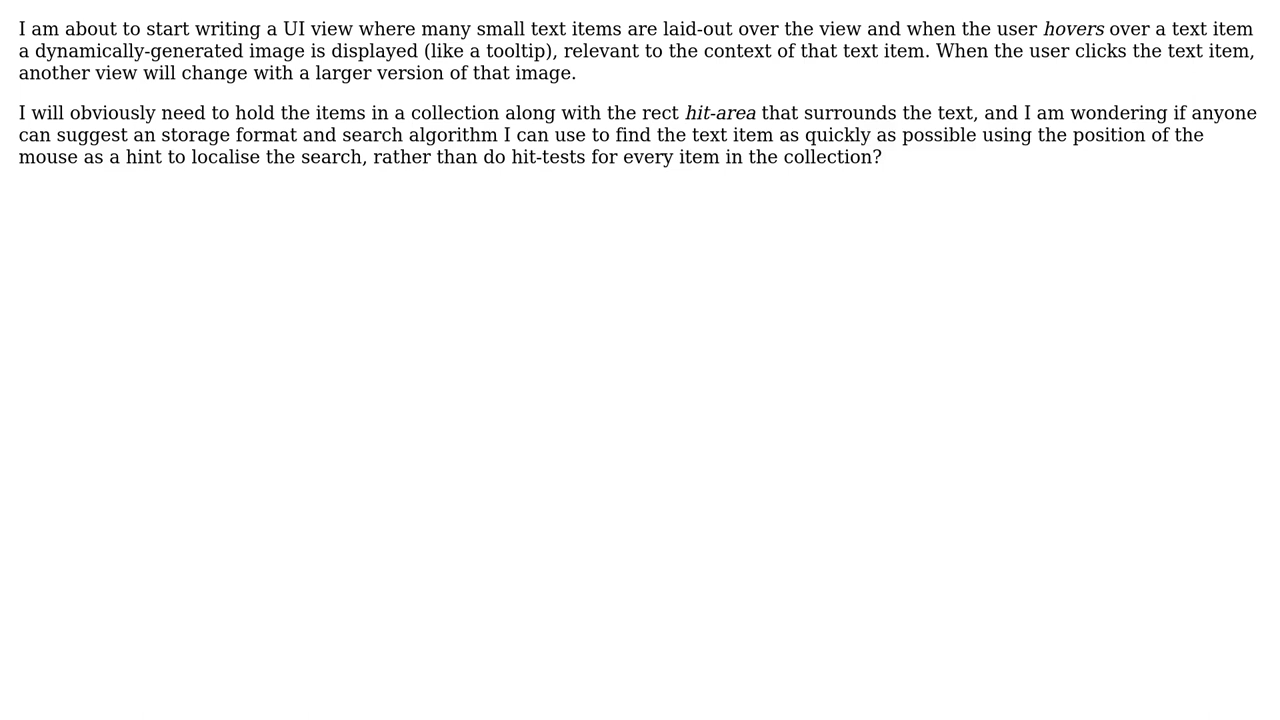 I am about to start writing a UI view where many small text items are laid-out over the view and when the user hovers over a text item
a dynamically-generated image is displayed (like a tooltip), relevant to the context of that text item. When the user clicks the text item,
another view will change with a larger version of that image.
I will obviously need to hold the items in a collection along with the rect hit-area that surrounds the text, and I am wondering if anyone
can suggest an storage format and search algorithm I can use to find the text item as quickly as possible using the position of the
mouse as a hint to localise the search, rather than do hit-tests for every item in the collection?